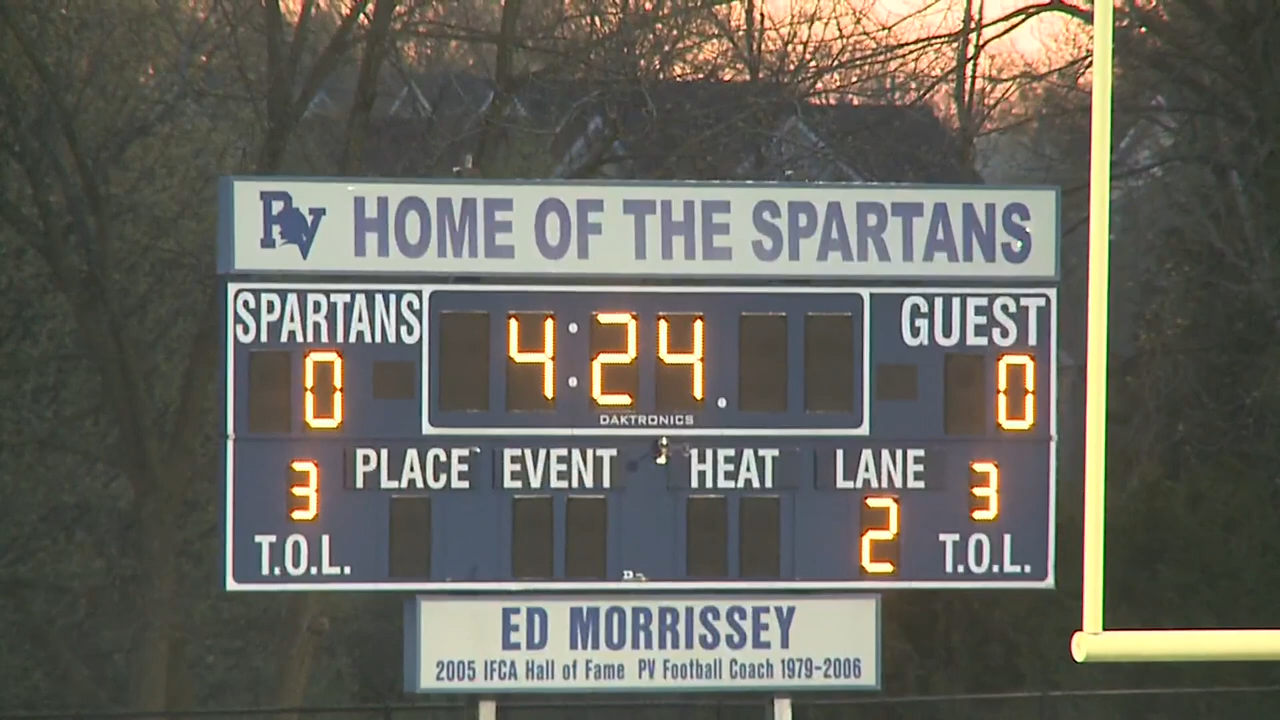 PV HOME OF THE SPARTANS
SPARTANS 4:24 GUEST
0 0
DAKTRONICS
3 PLACE EVENT HEAT LANE 3
2
T.O.L. T.O.L.
ED MORRISSEY
2005 IFCA Hall of Fame PV Football Coach 1979-2006